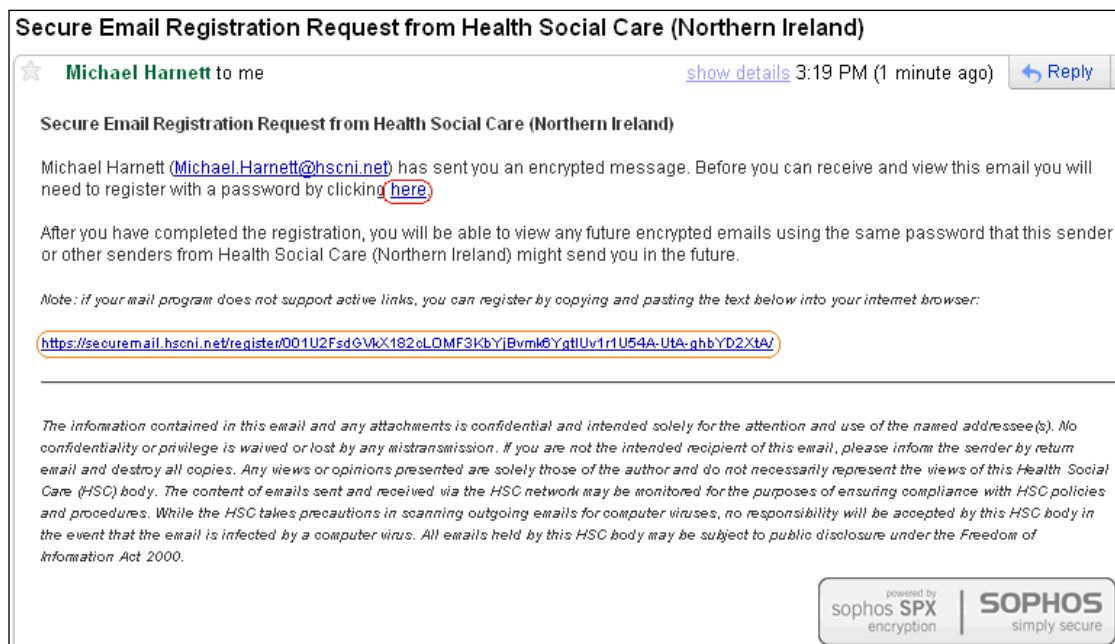 Secure Email Registration Request from Health Social Care (Northern Ireland)
Michael Harnett to me show details 3:19 PM (1 minute ago) Reply
Secure Email Registration Request from Health Social Care (Northern Ireland)
Michael Harnett (Michael.Harnett@hscni.net) has sent you an encrypted message. Before you can receive and view this email you will
need to register with a password by clicking here.
After you have completed the registration, you will be able to view any future encrypted emails using the same password that this sender
or other senders from Health Social Care (Northern Ireland) might send you in the future.
Note: if your mail program does not support active links, you can register by copying and pasting the text below into your internet browser:
https://securemail.hscni.net/register/001U2FsdGVkX182cLOMF3KbYjBvmk6YgtIUv1r1U54A-UtA-ghbYD2XtA/
The information contained in this email and any attachments is confidential and intended solely for the attention and use of the named addressee(s). No
confidentiality or privilege is waived or lost by any mistransmission. If you are not the intended recipient of this email, please inform the sender by return
email and destroy all copies. Any views or opinions presented are solely those of the author and do not necessarily represent the views of this Health Social
Care (HSC) body. The content of emails sent and received via the HSC network may be monitored for the purposes of ensuring compliance with HSC policies
and procedures. While the HSC takes precautions in scanning outgoing emails for computer viruses, no responsibility will be accepted by this HSC body in
the event that the email is infected by a computer virus. All emails held by this HSC body may be subject to public disclosure under the Freedom of
Information Act 2000.
powered by
sophos SPX
encryption
SOPHOS
simply secure